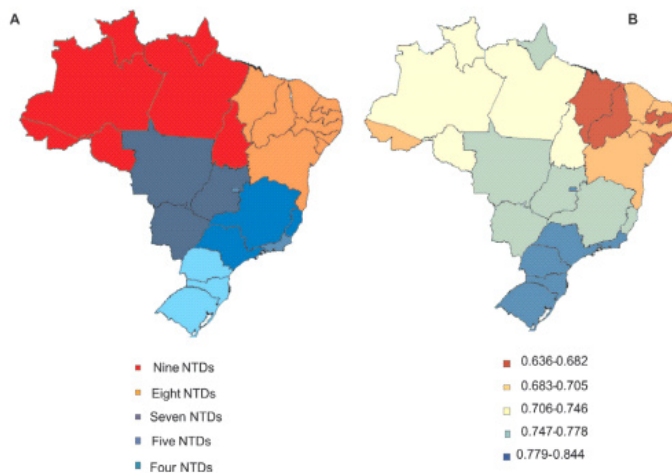 A
B
Nine NTDs
Eight NTDs
Seven NTDs
Five NTDs
Four NTDs
0.636-0.682
0.683-0.705
0.706-0.746
0.747-0.778
0.779-0.844